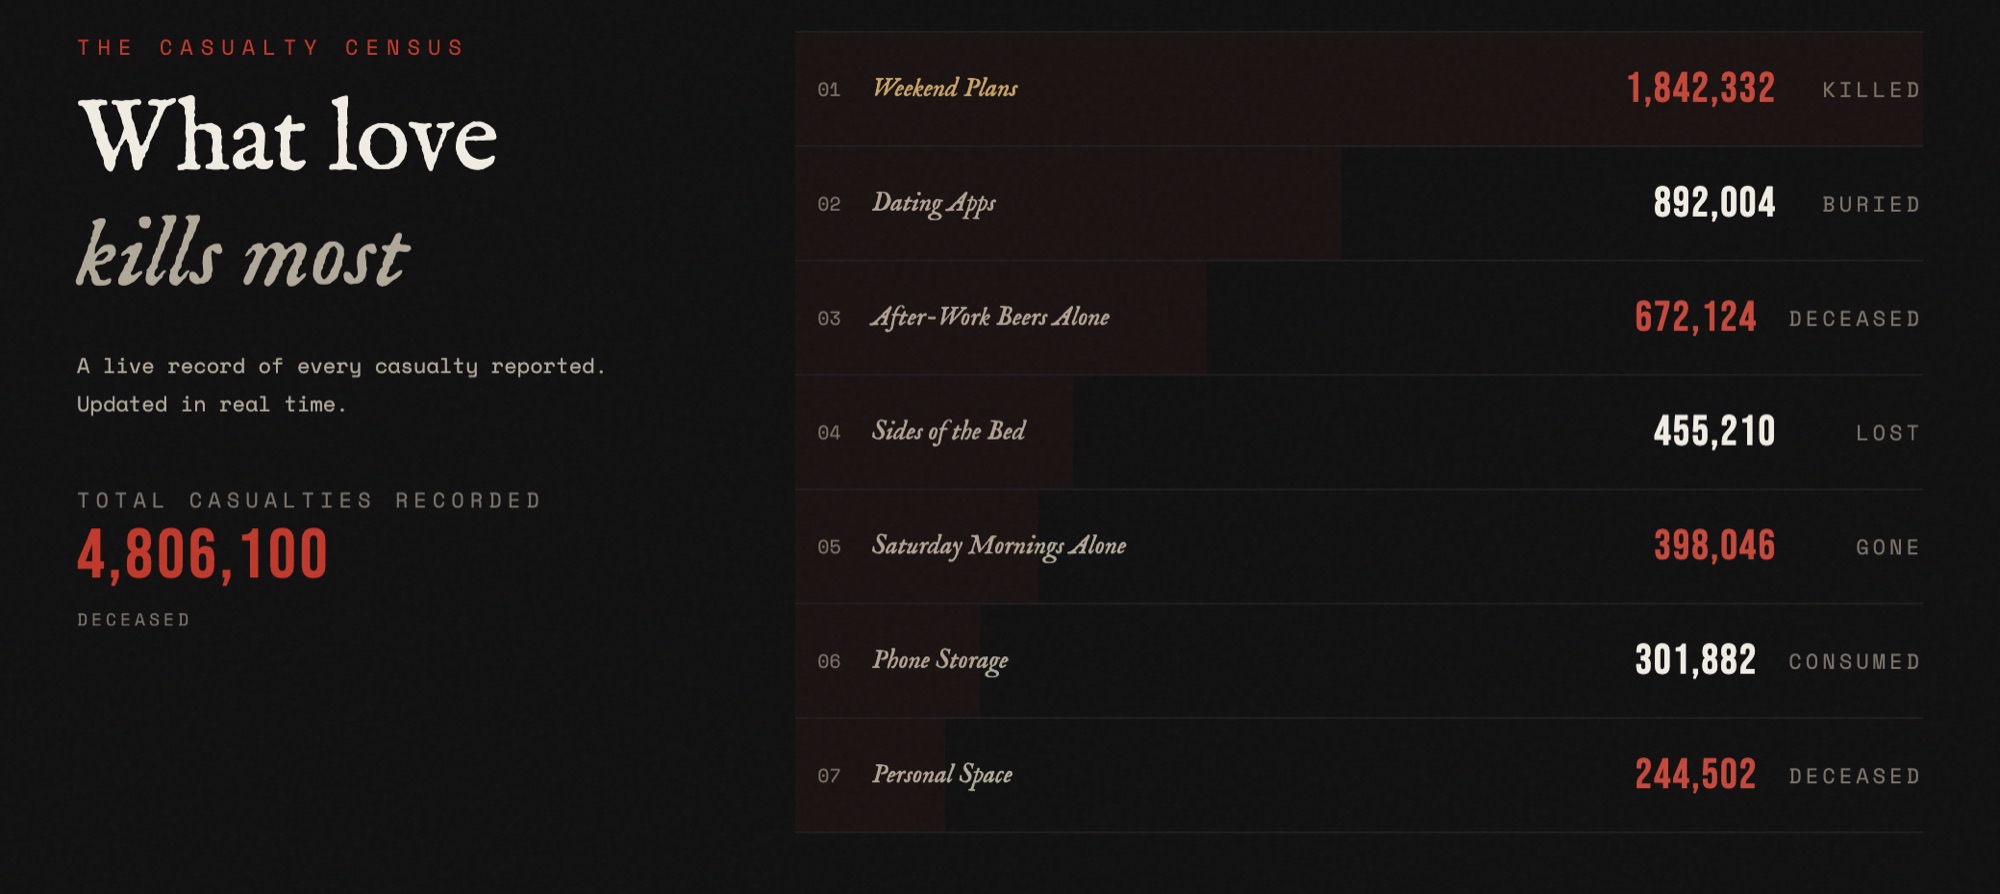 THE CASUALTY CENSUS
What love
kills most
A live record of every casualty reported.
Updated in real time.
TOTAL CASUALTIES RECORDED
4,806,100
DECEASED
01 Weekend Plans 1,842,332 KILLED
02 Dating Apps 892,004 BURIED
03 After-Work Beers Alone 672,124 DECEASED
04 Sides of the Bed 455,210 LOST
05 Saturday Mornings Alone 398,046 GONE
06 Phone Storage 301,882 CONSUMED
07 Personal Space 244,502 DECEASED